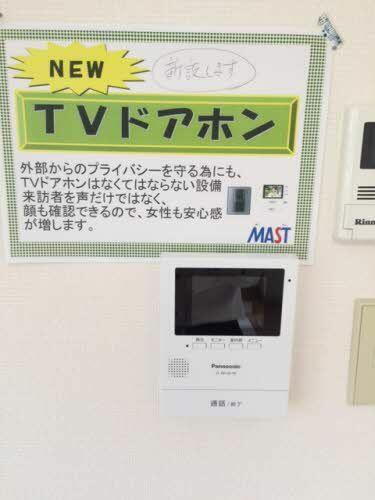 NEW
新設します
TVドアホン
外部からのプライバシーを守る為にも、
TVドアホンはなくてはならない設備
来訪者を声だけではなく、
顔も確認できるので、女性も安心感
が増します。
MAST
Rinn
Panasonic
通話/終了